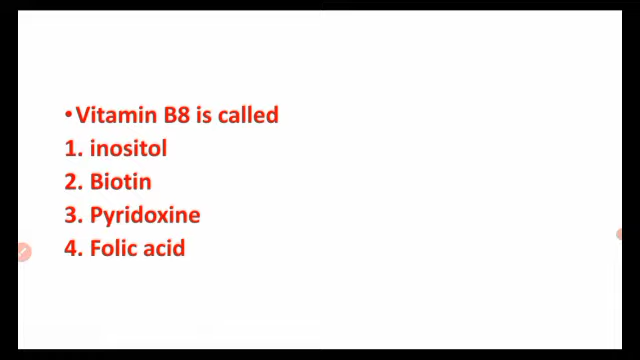 •Vitamin B8 is called
1. inositol
2. Biotin
3. Pyridoxine
4. Folic acid